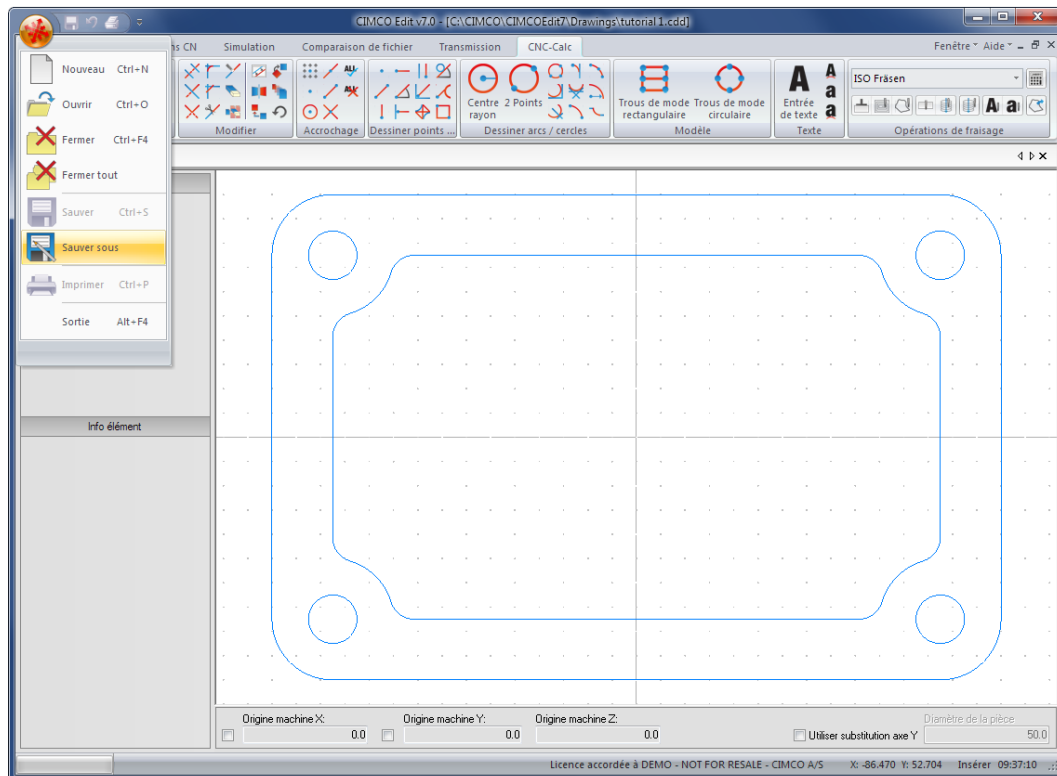 CIMCO Edit v7.0 - [C:\CIMCO\CIMCOEdit7\Drawings\tutorial 1.cdd]
ns CN Simulation Comparaison de fichier Transmission CNC-Calc Fenêtre Aide
Nouveau Ctrl+N
Ouvrir Ctrl+O
Fermer Ctrl+F4
Fermer tout
Sauver Ctrl+S
Sauver sous
Imprimer Ctrl+P
Sortie Alt+F4
Modifier
Accrochage
Dessiner points ...
Centre rayon
2 Points
Dessiner arcs / cercles
Trous de mode rectangulaire
Trous de mode circulaire
Modèle
Entrée de texte
Texte
ISO Fräsen
Opérations de fraisage
Info élément
Origine machine X: Origine machine Y: Origine machine Z: Diamètre de la pièce
0.0 0.0 0.0 Utiliser substitution axe Y 50.0
Licence accordée à DEMO - NOT FOR RESALE - CIMCO A/S X: -86.470 Y: 52.704 Insérer 09:37:10